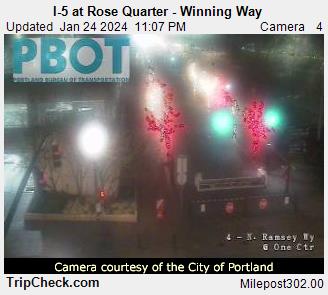 I-5 at Rose Quarter - Winning Way
Updated Jan 24 2024 11:07 PM Camera 4
PBOT
PORTLAND BUREAU OF TRANSPORTATION
4 - N. Ramsey Wy
@ One Ctr
Camera courtesy of the City of Portland
TripCheck.com Milepost302.00